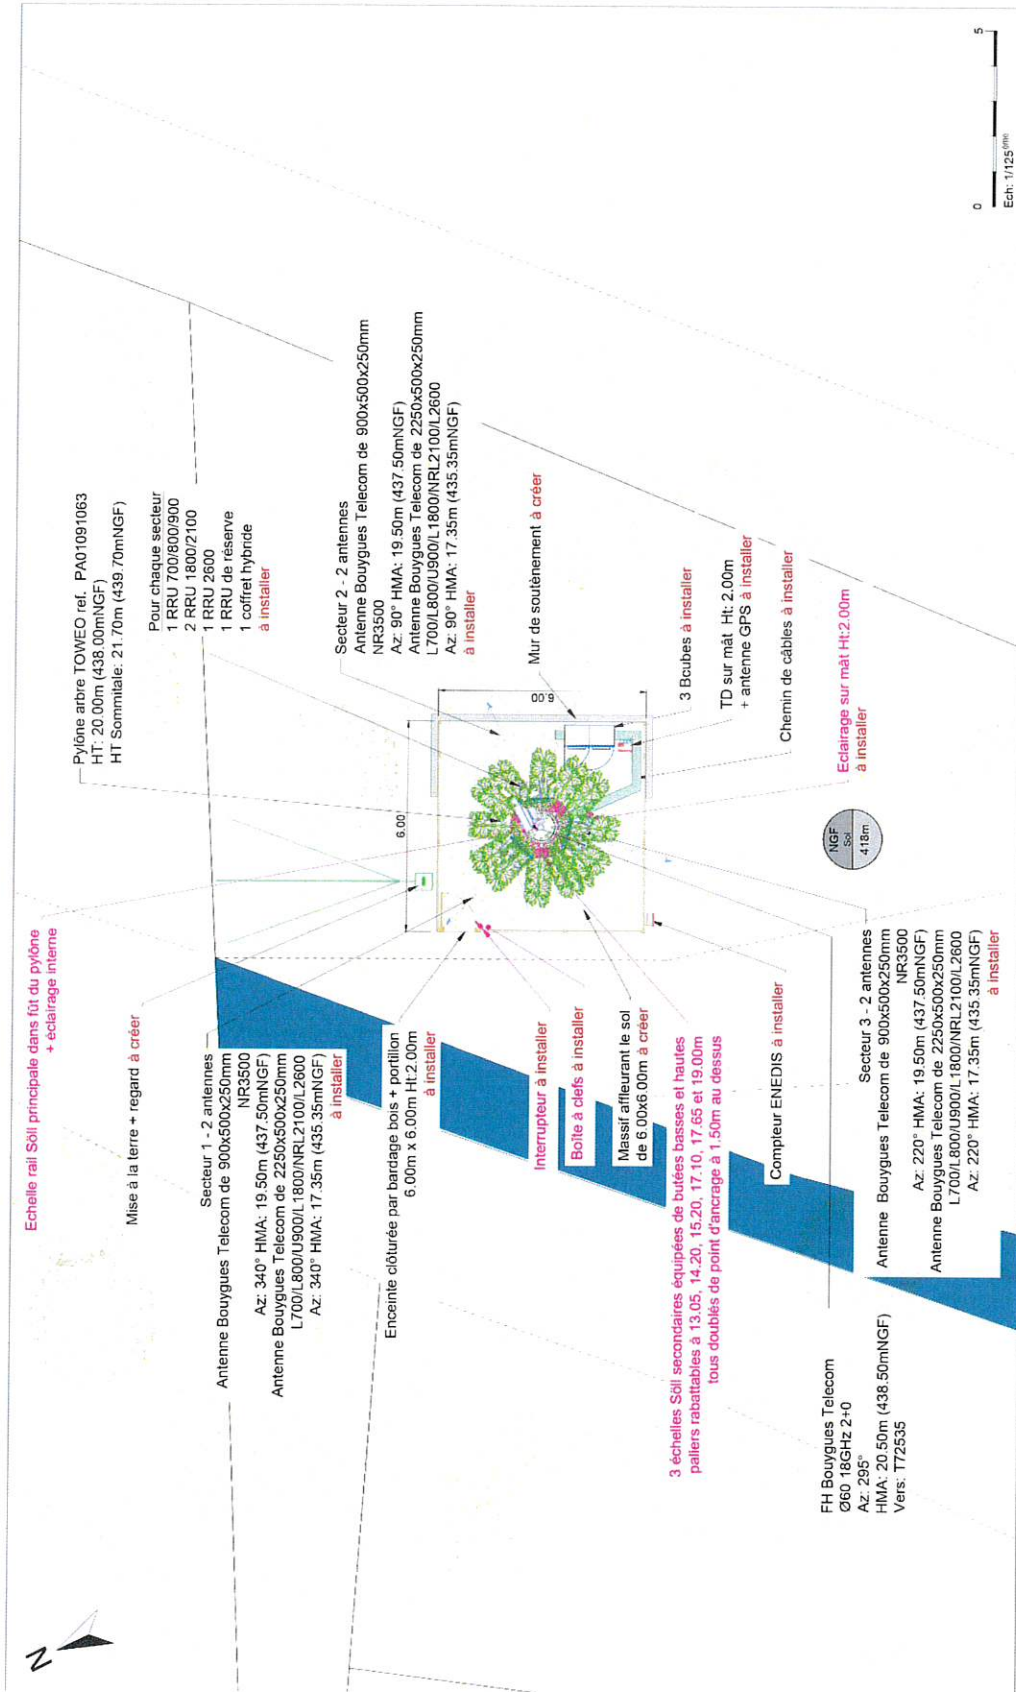 Echelle rail Söll principale dans fût du pylône
+ éclairage interne
Mise à la terre + regard à créer
Secteur 1 - 2 antennes
Antenne Bouygues Telecom de 900x500x250mm
NR3500
Az: 340° HMA: 19.50m (437.50mNGF)
Antenne Bouygues Telecom de 2250x500x250mm
L700/L800/U900/L1800/NRL2100/L2600
Az: 340° HMA: 17.35m (435.35mNGF)
à installer
Enceinte clôturée par bardage bois + portillon
6.00m x 6.00m Ht:2.00m
à installer
Interrupteur à installer
Boîte à clefs à installer
Massif affleurant le sol
de 6.00x6.00m à créer
3 échelles Söll secondaires équipées de butées basses et hautes
paliers rabattables à 13.05, 14.20, 15.20, 17.10, 17.65 et 19.00m
tous doublés de point d'ancrage à 1.50m au dessus
Compteur ENEDIS à installer
FH Bouygues Telecom
Ø60 18GHz 2+0
Az: 295°
HMA: 20.50m (438.50mNGF)
Vers: T72535
Secteur 3 - 2 antennes
Antenne Bouygues Telecom de 900x500x250mm
NR3500
Az: 220° HMA: 19.50m (437.50mNGF)
Antenne Bouygues Telecom de 2250x500x250mm
L700/L800/U900/L1800/NRL2100/L2600
Az: 220° HMA: 17.35m (435.35mNGF)
à installer
Pylône arbre TOWEO ref. PA01091063
HT: 20.00m (438.00mNGF)
HT Sommitale: 21.70m (439.70mNGF)
Pour chaque secteur
1 RRU 700/800/900
2 RRU 1800/2100
1 RRU 2600
1 RRU de réserve
1 coffret hybride
à installer
Secteur 2 - 2 antennes
Antenne Bouygues Telecom de 900x500x250mm
NR3500
Az: 90° HMA: 19.50m (437.50mNGF)
Antenne Bouygues Telecom de 2250x500x250mm
L700/L800/U900/L1800/NRL2100/L2600
Az: 90° HMA: 17.35m (435.35mNGF)
à installer
Mur de soutènement à créer
3 Bcubes à installer
TD sur mât Ht: 2.00m
+ antenne GPS à installer
Chemin de câbles à installer
Eclairage sur mât Ht:2.00m
à installer
6.00
6.00
NGF
Sol
418m
N
0 5
Ech: 1/125ème